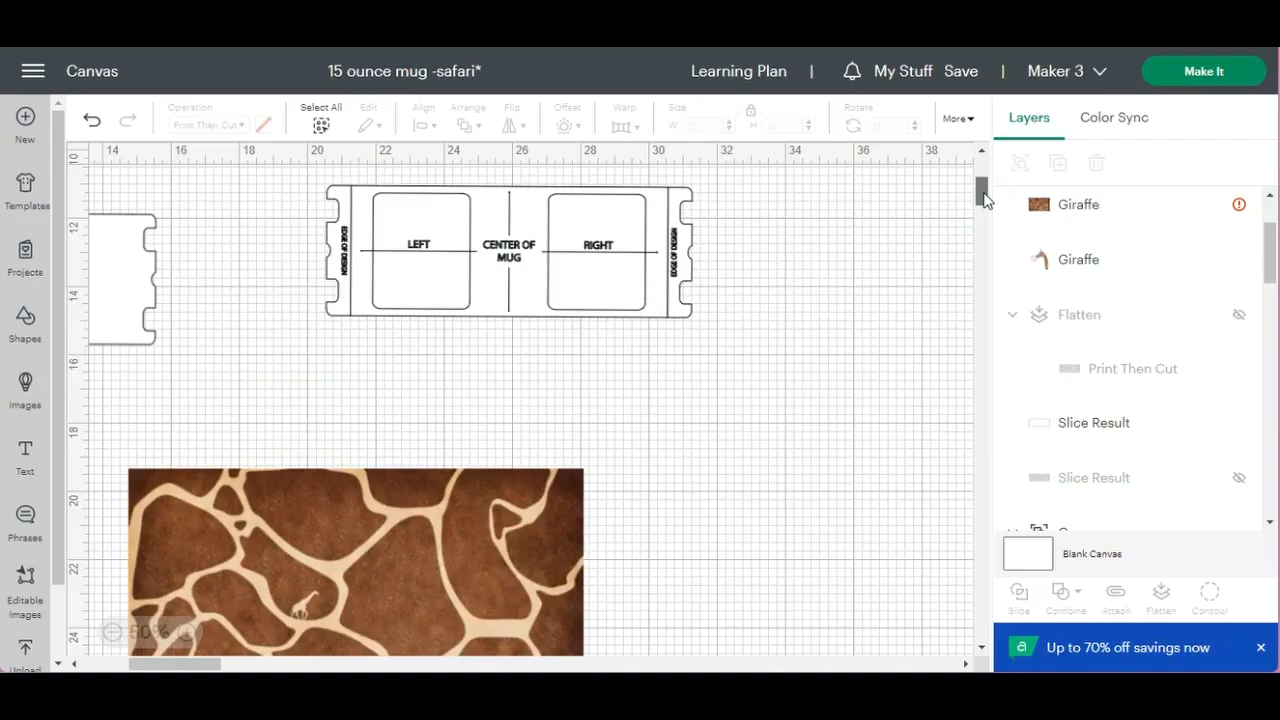 Canvas
15 ounce mug -safari*
Learning Plan | My Stuff Save | Maker 3
Make It
New
Templates
Projects
Shapes
Images
Text
Phrases
Editable
Images
Upload
Operation
Print Then Cut
Select All
Edit
Align
Arrange
Flip
Offset
Warp
Size
W 0
H 0
Rotate
0
More
14 16 18 20 22 24 26 28 30 32 34 36 38
10
12
14
16
18
20
22
24
EDGE OF DESIGN
LEFT
CENTER OF
MUG
RIGHT
EDGE OF DESIGN
50%
Layers
Color Sync
Giraffe
Giraffe
Flatten
Print Then Cut
Slice Result
Slice Result
Blank Canvas
Slice
Combine
Attach
Flatten
Contour
a
Up to 70% off savings now